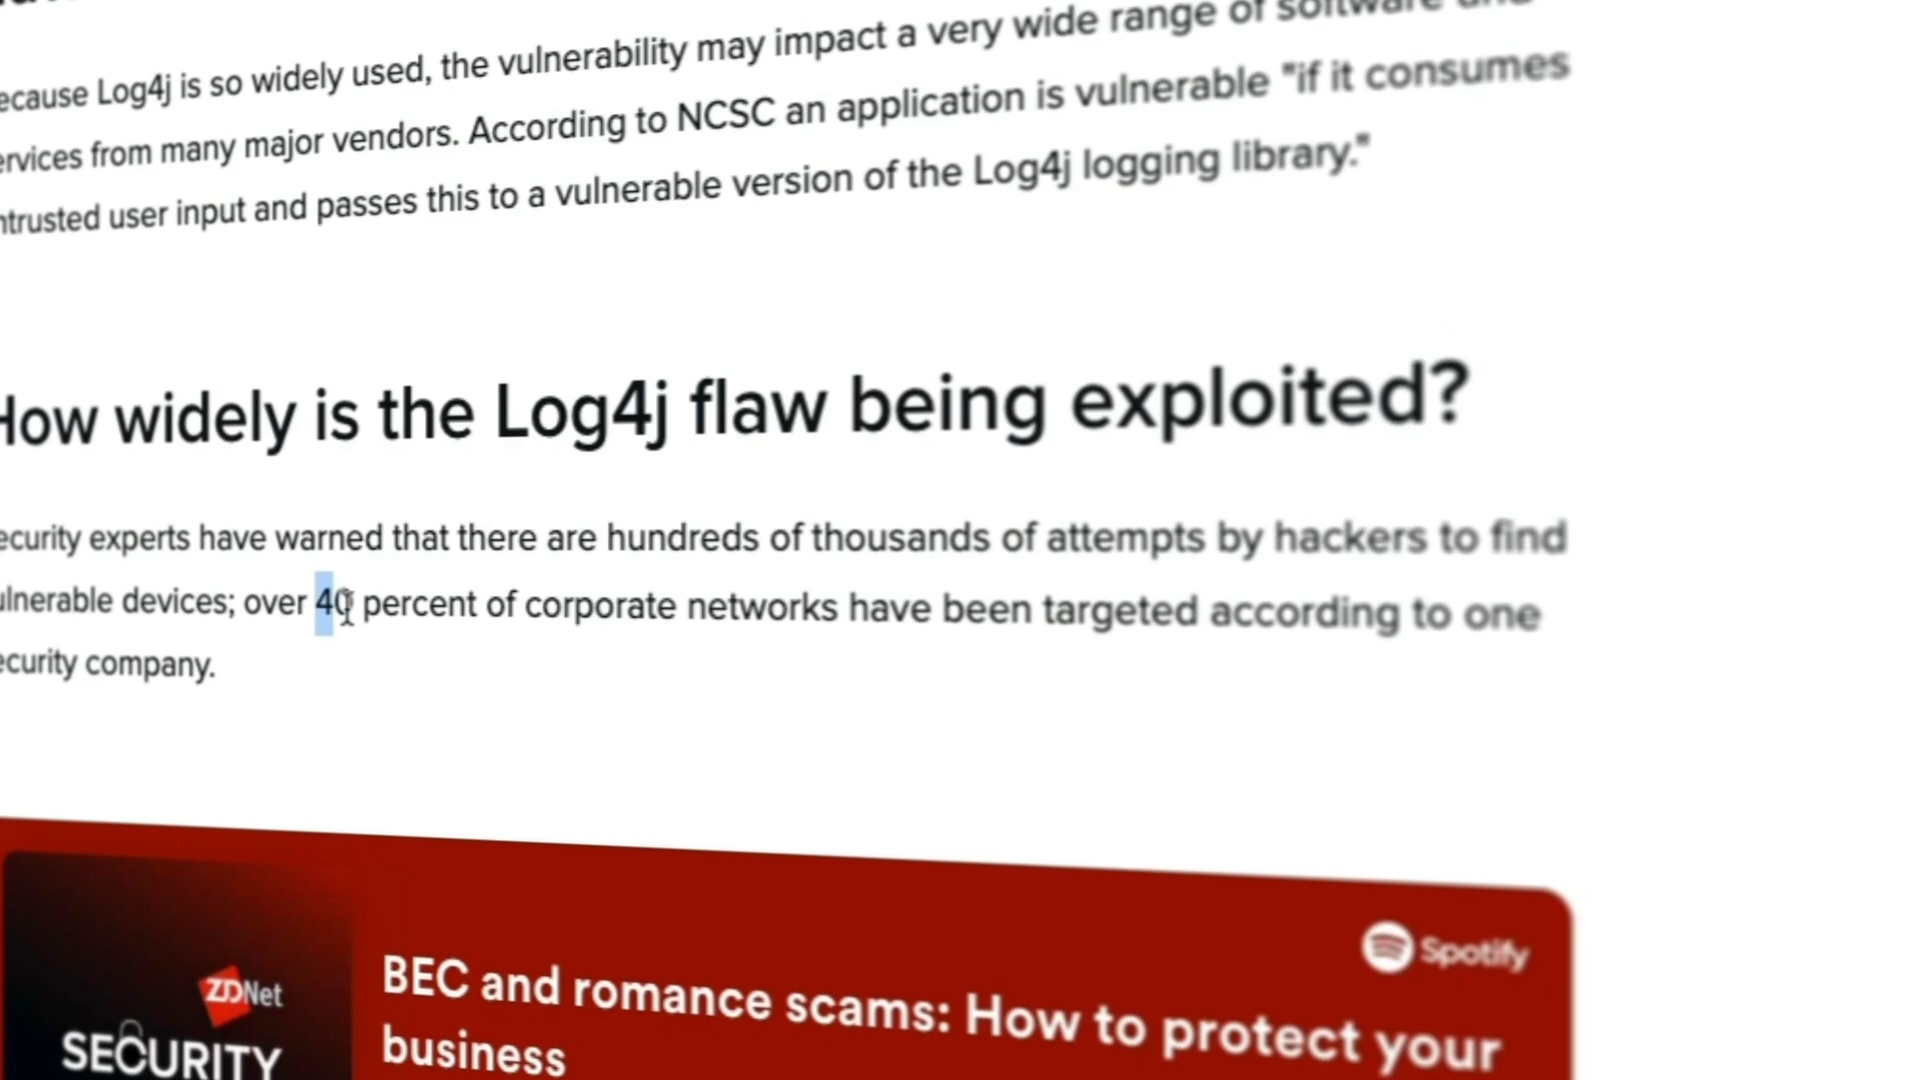 ecause Log4j is so widely used, the vulnerability may impact a very wide range of software and
ervices from many major vendors. According to NCSC an application is vulnerable "if it consumes
ntrusted user input and passes this to a vulnerable version of the Log4j logging library."
How widely is the Log4j flaw being exploited?
ecurity experts have warned that there are hundreds of thousands of attempts by hackers to find
ulnerable devices; over 40 percent of corporate networks have been targeted according to one
ecurity company.
Spotify
ZDNet
SECURITY
BEC and romance scams: How to protect your
business